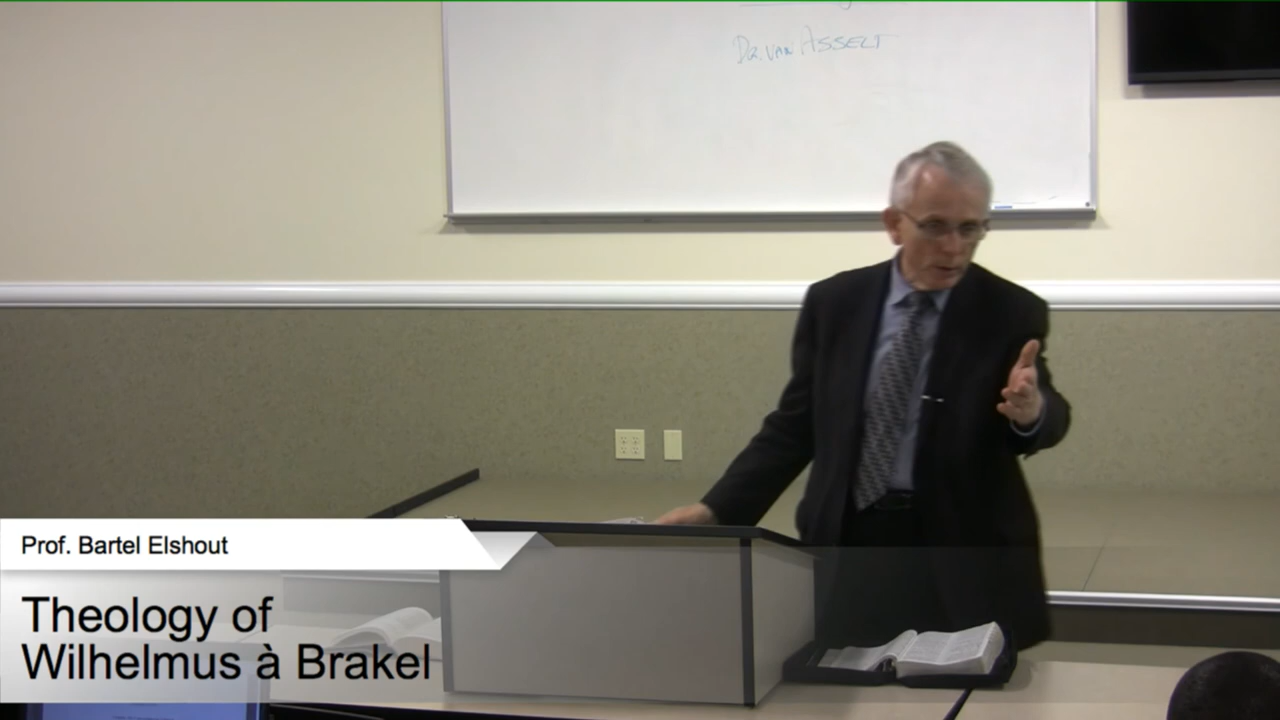 Dr. van Asselt
Prof. Bartel Elshout
Theology of
Wilhelmus à Brakel